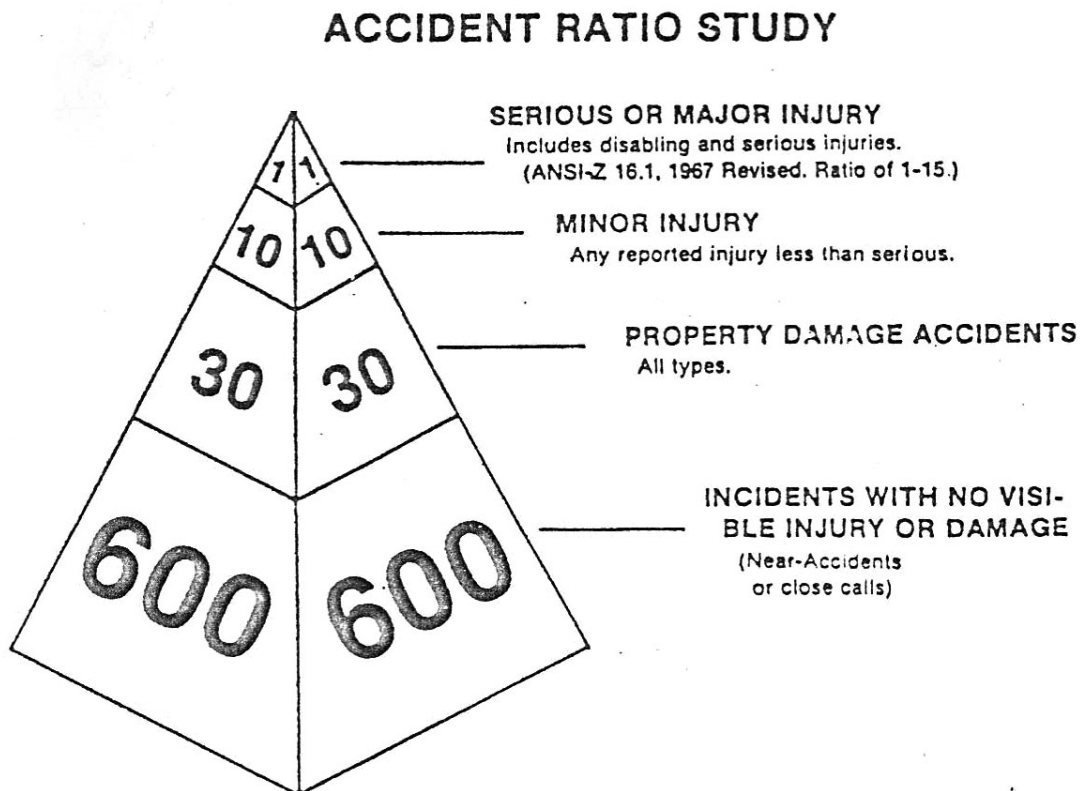 ACCIDENT RATIO STUDY
SERIOUS OR MAJOR INJURY
Includes disabling and serious injuries.
(ANSI-Z 16.1, 1967 Revised. Ratio of 1-15.)
1 1
MINOR INJURY
Any reported injury less than serious.
10 10
PROPERTY DAMAGE ACCIDENTS
All types.
30 30
INCIDENTS WITH NO VISI-
BLE INJURY OR DAMAGE
(Near-Accidents
or close calls)
600 600